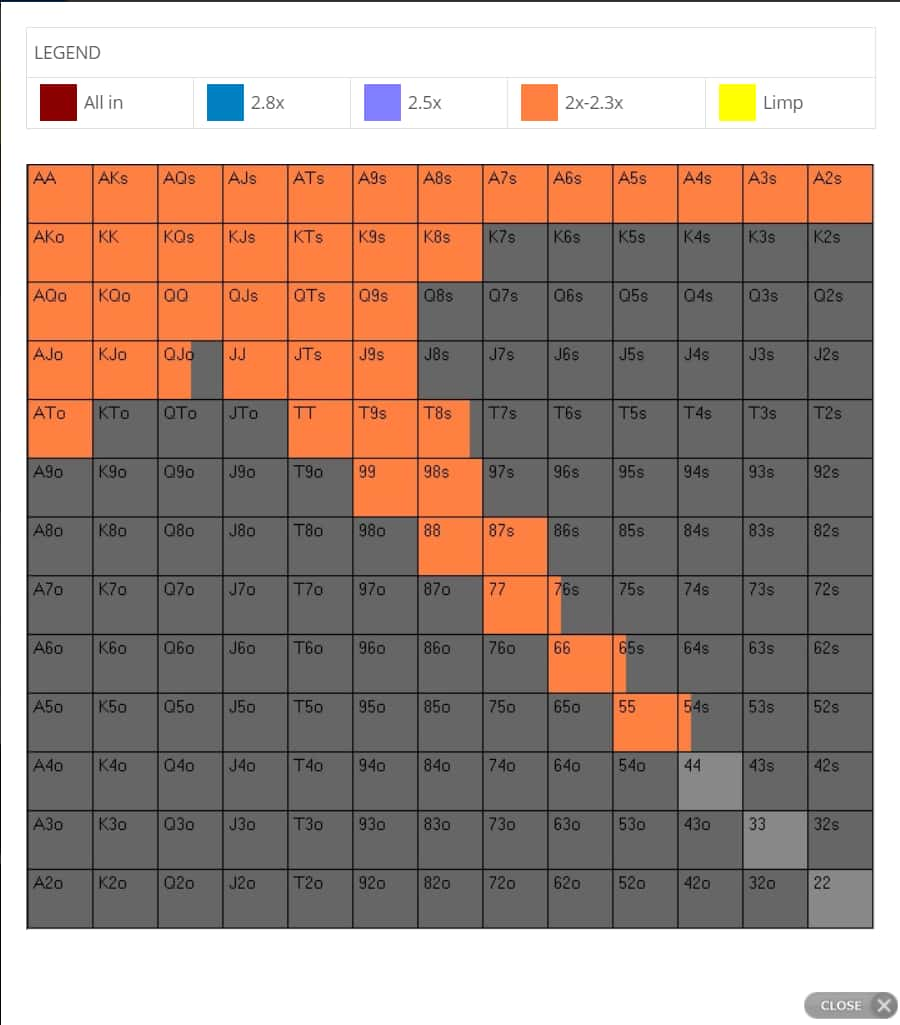 LEGEND
All in 2.8x 2.5x 2x-2.3x Limp
AA AKs AQs AJs ATs A9s A8s A7s A6s A5s A4s A3s A2s
AKo KK KQs KJs KTs K9s K8s K7s K6s K5s K4s K3s K2s
AQo KQo QQ QJs QTs Q9s Q8s Q7s Q6s Q5s Q4s Q3s Q2s
AJo KJo QJo JJ JTs J9s J8s J7s J6s J5s J4s J3s J2s
ATo KTo QTo JTo TT T9s T8s T7s T6s T5s T4s T3s T2s
A9o K9o Q9o J9o T9o 99 98s 97s 96s 95s 94s 93s 92s
A8o K8o Q8o J8o T8o 98o 88 87s 86s 85s 84s 83s 82s
A7o K7o Q7o J7o T7o 97o 87o 77 76s 75s 74s 73s 72s
A6o K6o Q6o J6o T6o 96o 86o 76o 66 65s 64s 63s 62s
A5o K5o Q5o J5o T5o 95o 85o 75o 65o 55 54s 53s 52s
A4o K4o Q4o J4o T4o 94o 84o 74o 64o 54o 44 43s 42s
A3o K3o Q3o J3o T3o 93o 83o 73o 63o 53o 43o 33 32s
A2o K2o Q2o J2o T2o 92o 82o 72o 62o 52o 42o 32o 22
CLOSE